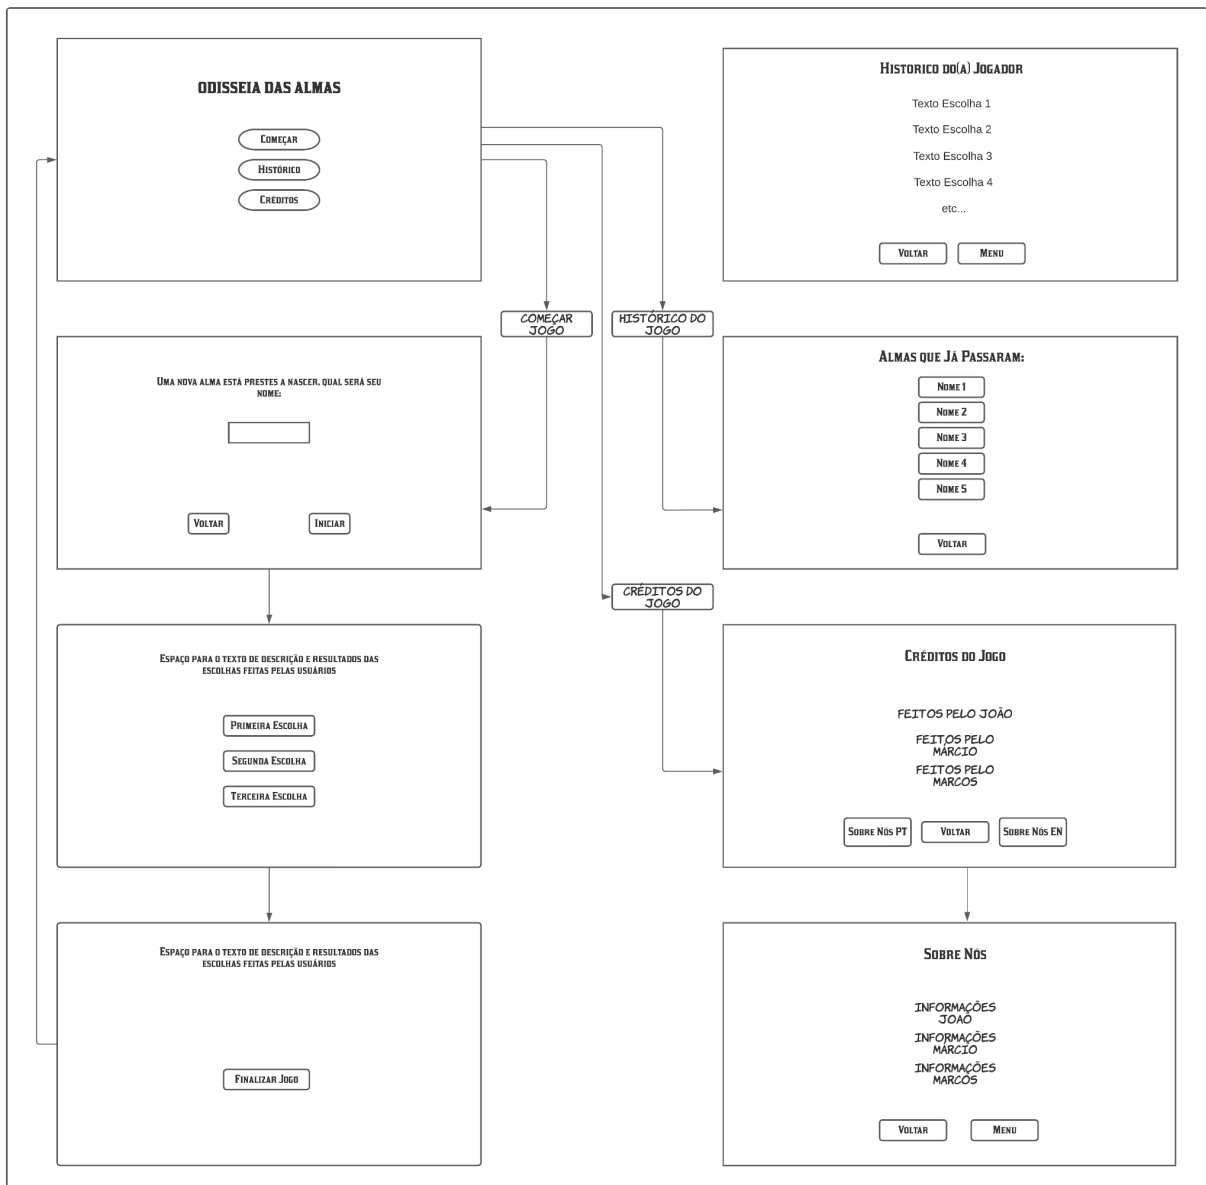 ODISSEIA DAS ALMAS
COMEÇAR
HISTÓRICO
CRÉDITOS
HISTORICO DO(A) JOGADOR
Texto Escolha 1
Texto Escolha 2
Texto Escolha 3
Texto Escolha 4
etc...
VOLTAR
MENU
COMEÇAR
JOGO
HISTÓRICO DO
JOGO
UMA NOVA ALMA ESTÁ PRESTES A NASCER, QUAL SERÁ SEU
NOME:
VOLTAR
INICIAR
ALMAS QUE JÁ PASSARAM:
NOME 1
NOME 2
NOME 3
NOME 4
NOME 5
VOLTAR
CRÉDITOS DO
JOGO
ESPAÇO PARA O TEXTO DE DESCRIÇÃO E RESULTADOS DAS
ESCOLHAS FEITAS PELAS USUÁRIOS
PRIMEIRA ESCOLHA
SEGUNDA ESCOLHA
TERCEIRA ESCOLHA
CRÉDITOS DO JOGO
FEITOS PELO JOÃO
FEITOS PELO
MÁRCIO
FEITOS PELO
MARCOS
SOBRE NÓS PT
VOLTAR
SOBRE NÓS EN
ESPAÇO PARA O TEXTO DE DESCRIÇÃO E RESULTADOS DAS
ESCOLHAS FEITAS PELAS USUÁRIOS
FINALIZAR JOGO
SOBRE NÓS
INFORMAÇÕES
JOAO
INFORMAÇÕES
MÁRCIO
INFORMAÇÕES
MARCOS
VOLTAR
MENU